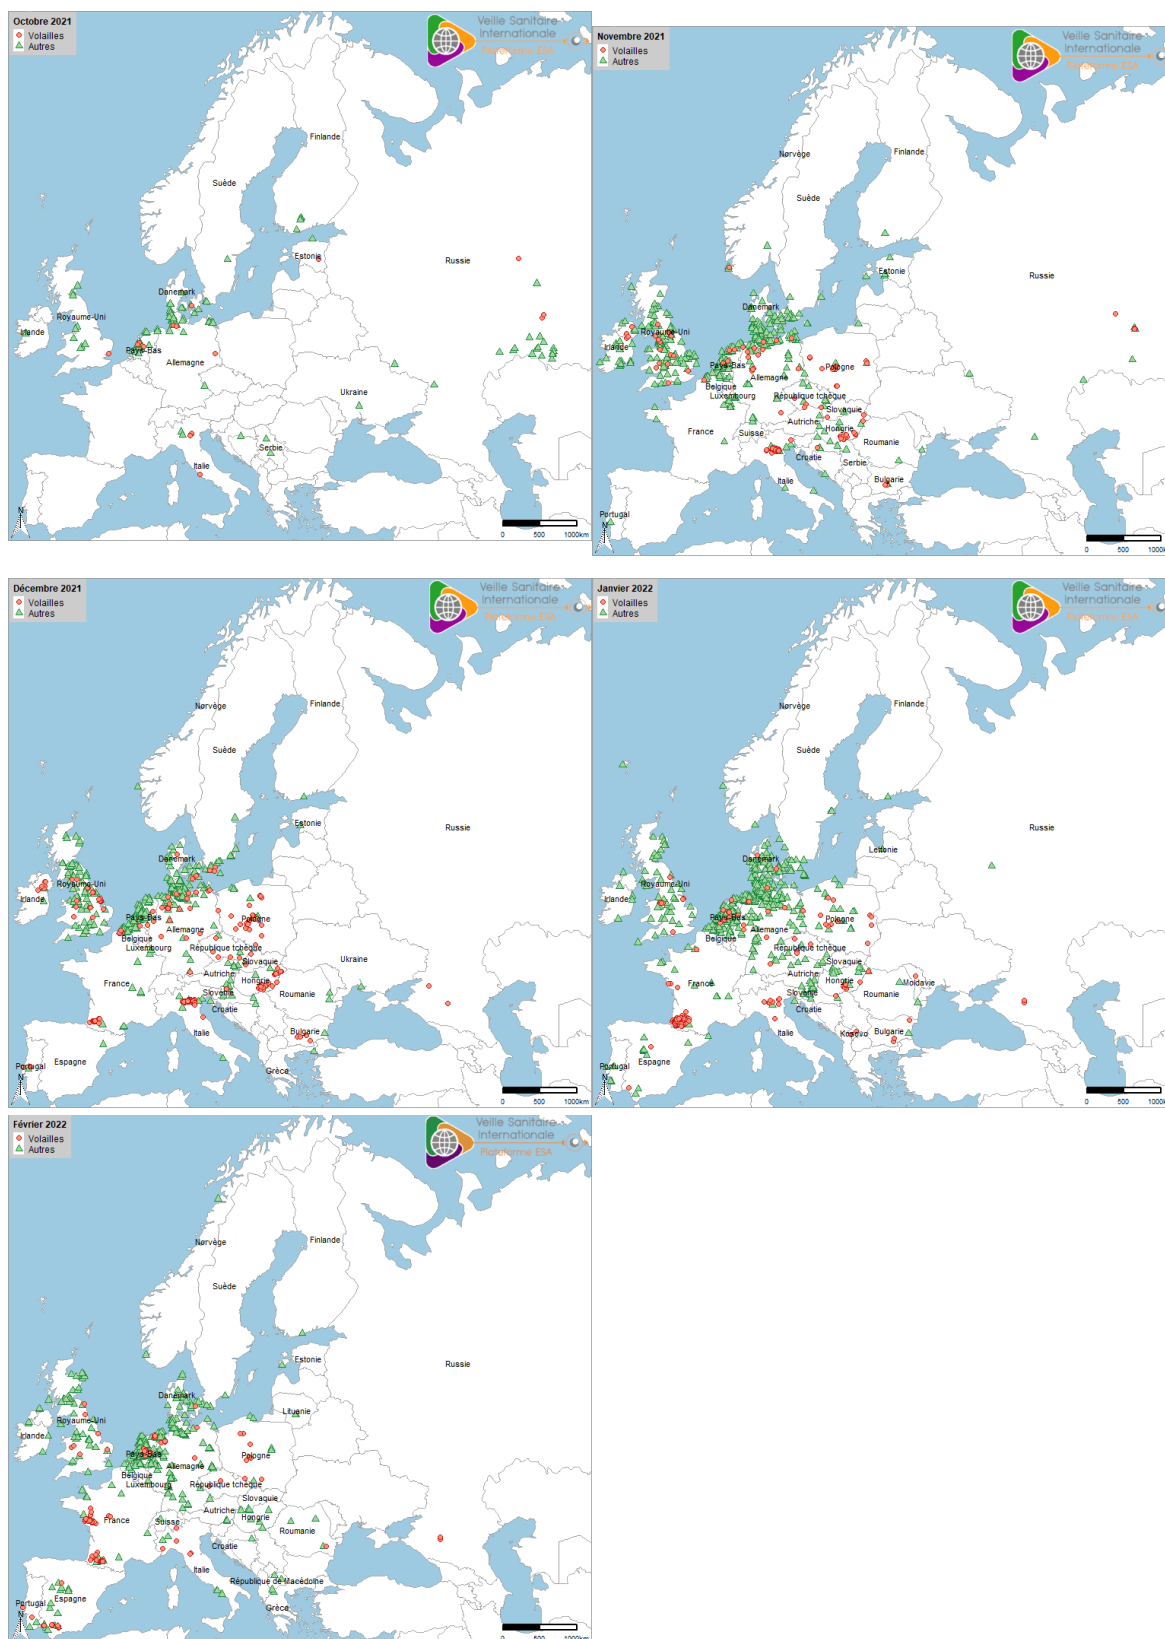 Octobre 2021
Volailles
Autres
Veille Sanitaire
Internationale
Plateforme ESA
Finlande
Suède
Estonie
Russie
Danemark
Royaume-Uni
Irlande
Pays-Bas
Allemagne
Ukraine
Serbie
Italie
N
0 500 1000km
Novembre 2021
Volailles
Autres
Veille Sanitaire
Internationale
Plateforme ESA
Norvège
Finlande
Suède
Estonie
Russie
Danemark
Royaume-Uni
Irlande
Pays-Bas
Pologne
Allemagne
Belgique
Luxembourg
République tchèque
Slovaquie
Autriche
France
Suisse
Hongrie
Roumanie
Croatie
Serbie
Italie
Bulgarie
Portugal
N
0 500 1000k
Décembre 2021
Volailles
Autres
Veille Sanitaire
Internationale
Plateforme ESA
Finlande
Norvège
Suède
Estonie
Russie
Danemark
Royaume-Uni
Irlande
Pays-Bas
Pologne
Allemagne
Belgique
Luxembourg
République tchèque
Slovaquie
Ukraine
Autriche
Hongrie
France
Slovénie
Roumanie
Croatie
Italie
Bulgarie
Espagne
Portugal
Grèce
N
0 500 1000km
Janvier 2022
Volailles
Autres
Veille Sanitaire
Internationale
Plateforme ESA
Finlande
Norvège
Suède
Russie
Lettonie
Danemark
Royaume-Uni
Irlande
Pays-Bas
Pologne
Allemagne
Belgique
République tchèque
Slovaquie
Autriche
Hongrie
Moldavie
France
Slovénie
Roumanie
Croatie
Italie
Kosovo
Bulgarie
Espagne
Portugal
N
0 500 1000k
Février 2022
Volailles
Autres
Veille Sanitaire
Internationale
Plateforme ESA
Norvège
Finlande
Suède
Estonie
Russie
Danemark
Lituanie
Royaume-Uni
Irlande
Pays-Bas
Pologne
Allemagne
Belgique
Luxembourg
République tchèque
Slovaquie
Autriche
Hongrie
France
Suisse
Roumanie
Croatie
Italie
République de Macédoine
Espagne
Portugal
Grèce
N
0 500 1000km